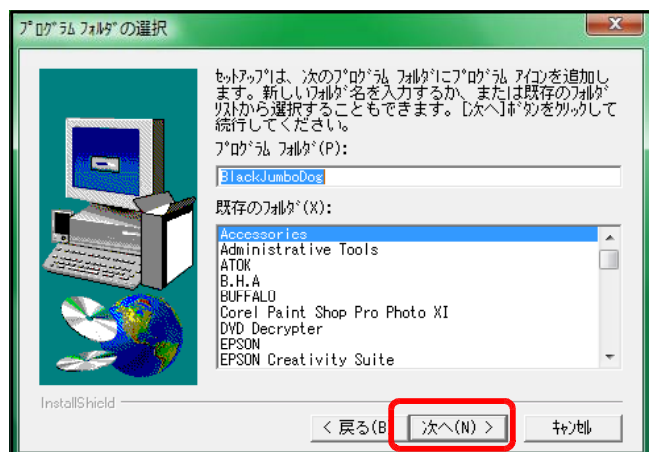 ﾌﾟﾛｸﾞﾗﾑ ﾌｫﾙﾀﾞの選択
ｾｯﾄｱｯﾌﾟは、次のﾌﾟﾛｸﾞﾗﾑ ﾌｫﾙﾀﾞにﾌﾟﾛｸﾞﾗﾑ ｱｲｺﾝを追加し
ます。新しいﾌｫﾙﾀﾞ名を入力するか、または既存のﾌｫﾙﾀﾞ
ﾘｽﾄから選択することもできます。[次へ]ﾎﾞﾀﾝをｸﾘｯｸして
続行してください。
ﾌﾟﾛｸﾞﾗﾑ ﾌｫﾙﾀﾞ(P):
BlackJumboDog
既存のﾌｫﾙﾀﾞ(X):
Accessories
Administrative Tools
ATOK
B.H.A
BUFFALO
Corel Paint Shop Pro Photo XI
DVD Decrypter
EPSON
EPSON Creativity Suite
InstallShield
< 戻る(B 次へ(N) > ｷｬﾝｾﾙ